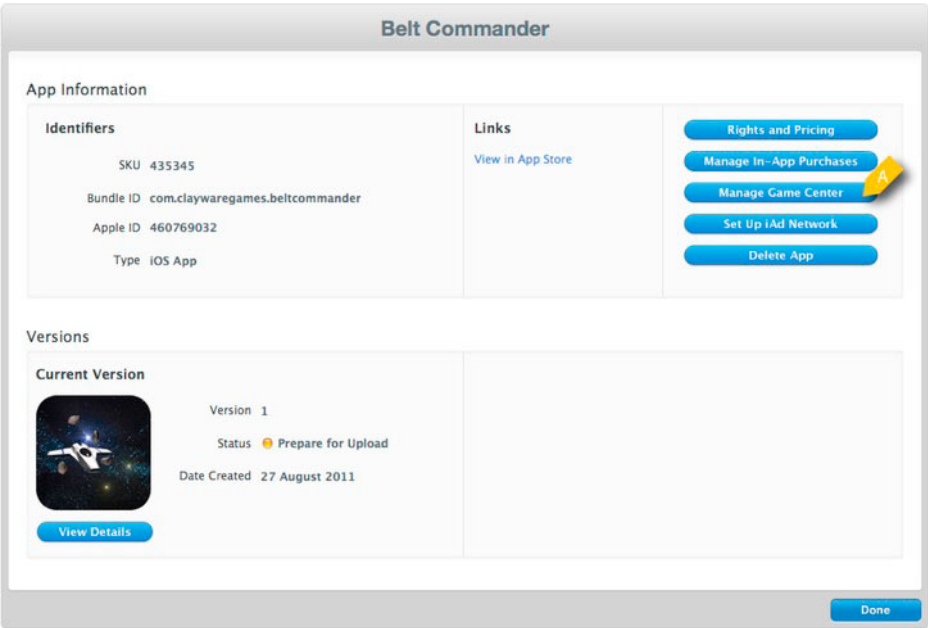 Belt Commander
App Information
Identifiers
SKU 435345
Bundle ID com.claywaregames.beltcommander
Apple ID 460769032
Type iOS App
Links
View in App Store
Rights and Pricing
Manage In-App Purchases
A
Manage Game Center
Set Up iAd Network
Delete App
Versions
Current Version
Version 1
Status Prepare for Upload
Date Created 27 August 2011
View Details
Done